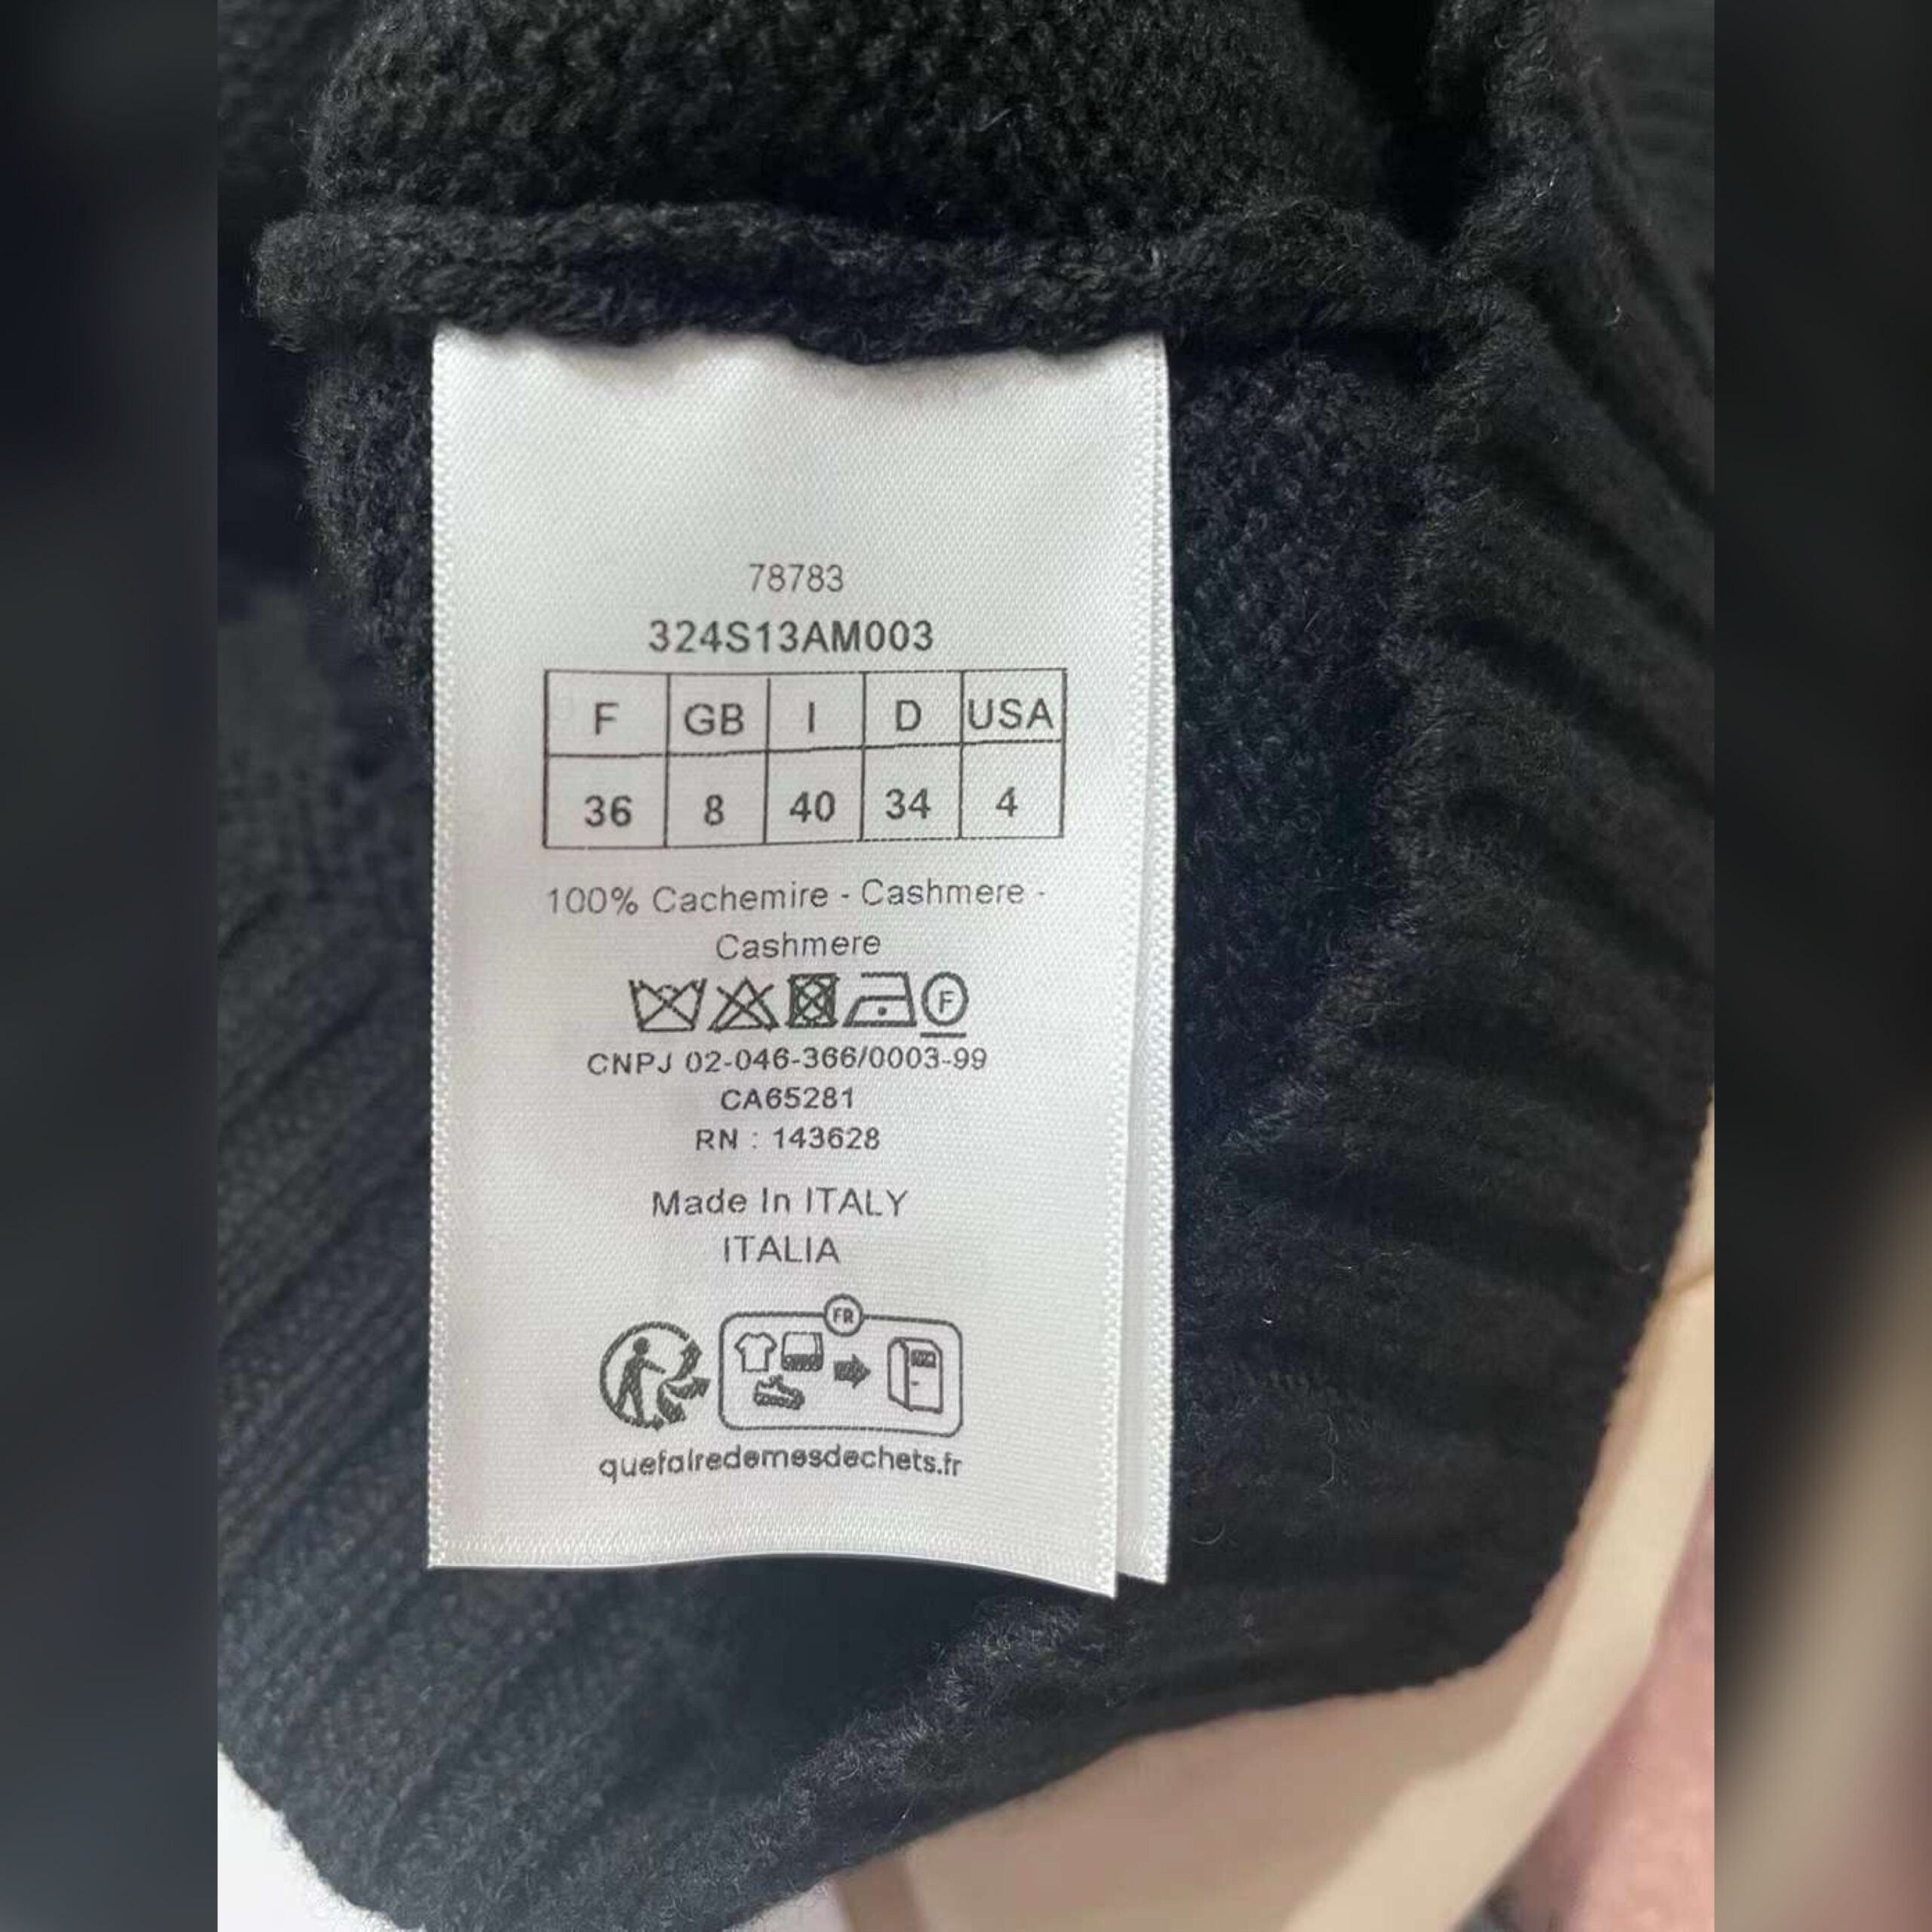 78783
324S13AM003
F GB I D USA
36 8 40 34 4
100% Cachemire - Cashmere -
Cashmere
F
CNPJ 02-046-366/0003-99
CA65281
RN : 143628
Made In ITALY
ITALIA
FR
quefairedemesdechets.fr